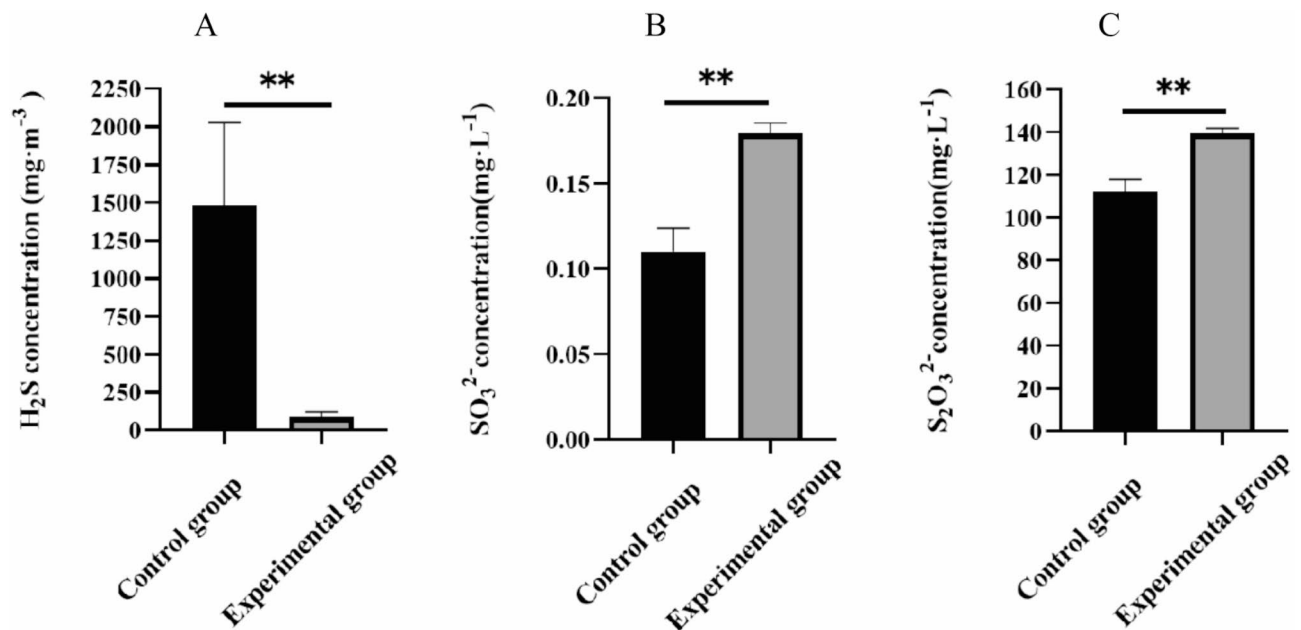 A
**
H₂S concentration (mg·m⁻³ )
2250
2000
1750
1500
1250
1000
750
500
250
0
Control group
Experimental group
B
**
SO₃²⁻concentration(mg·L⁻¹)
0.20
0.15
0.10
0.05
0.00
Control group
Experimental group
C
**
S₂O₃²⁻concentration(mg·L⁻¹)
160
140
120
100
80
60
40
20
0
Control group
Experimental group